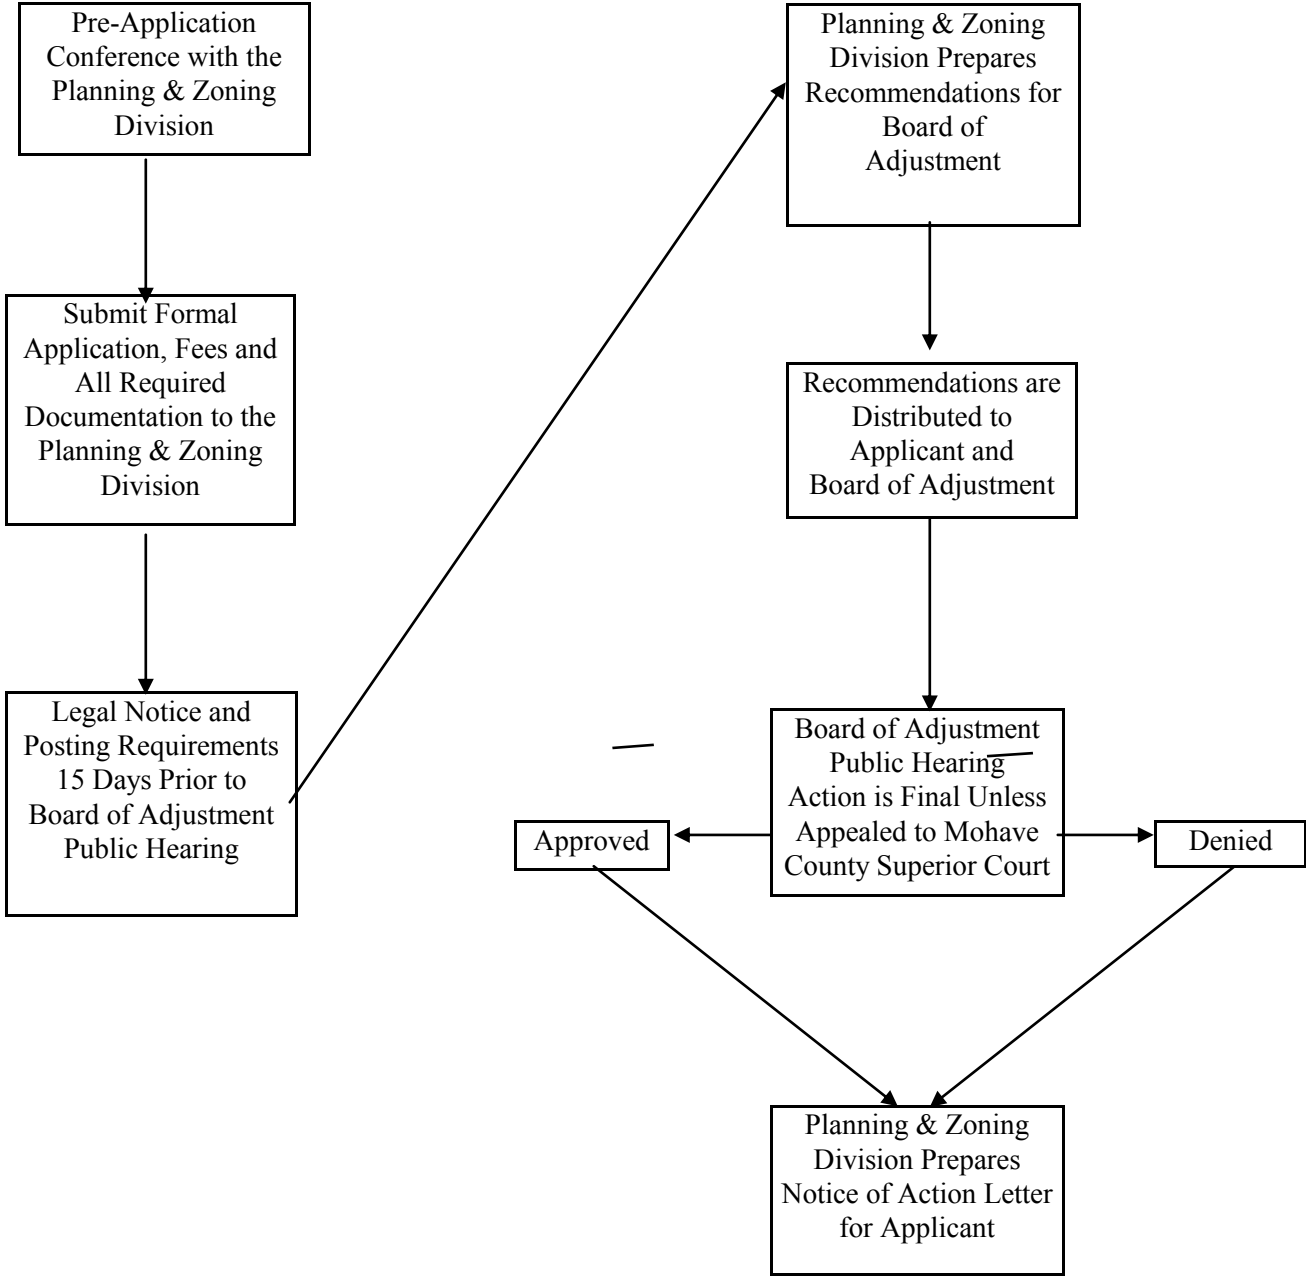 Pre-Application
Conference with the
Planning & Zoning
Division
Submit Formal
Application, Fees and
All Required
Documentation to the
Planning & Zoning
Division
Legal Notice and
Posting Requirements
15 Days Prior to
Board of Adjustment
Public Hearing
Planning & Zoning
Division Prepares
Recommendations for
Board of
Adjustment
Recommendations are
Distributed to
Applicant and
Board of Adjustment
Board of Adjustment
Public Hearing
Action is Final Unless
Appealed to Mohave
County Superior Court
Approved
Denied
Planning & Zoning
Division Prepares
Notice of Action Letter
for Applicant